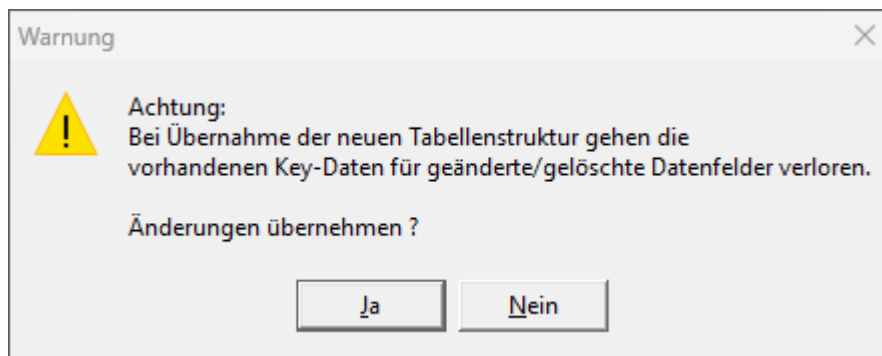 Warnung
Achtung:
Bei Übernahme der neuen Tabellenstruktur gehen die
vorhandenen Key-Daten für geänderte/gelöschte Datenfelder verloren.
Änderungen übernehmen ?
Ja
Nein